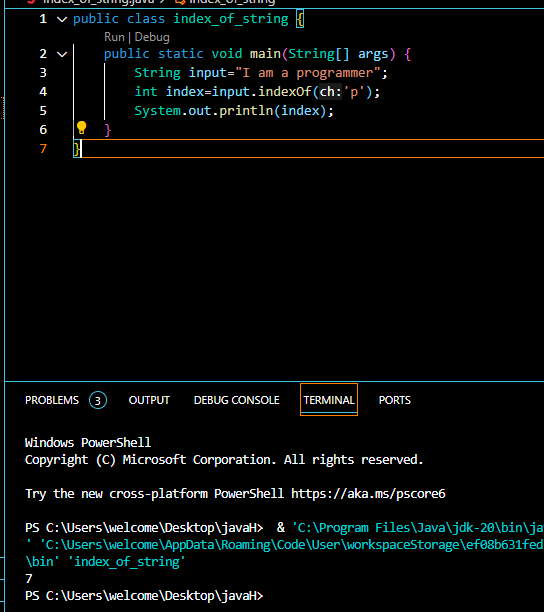 index_of_string.java > index_of_string
1 public class index_of_string {
Run | Debug
2 public static void main(String[] args) {
3 String input="I am a programmer";
4 int index=input.indexOf(ch:'p');
5 System.out.println(index);
6 }
7 }
PROBLEMS 3 OUTPUT DEBUG CONSOLE TERMINAL PORTS
Windows PowerShell
Copyright (C) Microsoft Corporation. All rights reserved.
Try the new cross-platform PowerShell https://aka.ms/pscore6
PS C:\Users\welcome\Desktop\javaH>  & 'C:\Program Files\Java\jdk-20\bin\ja
' 'C:\Users\welcome\AppData\Roaming\Code\User\workspaceStorage\ef08b631fed
\bin' 'index_of_string'
7
PS C:\Users\welcome\Desktop\javaH>